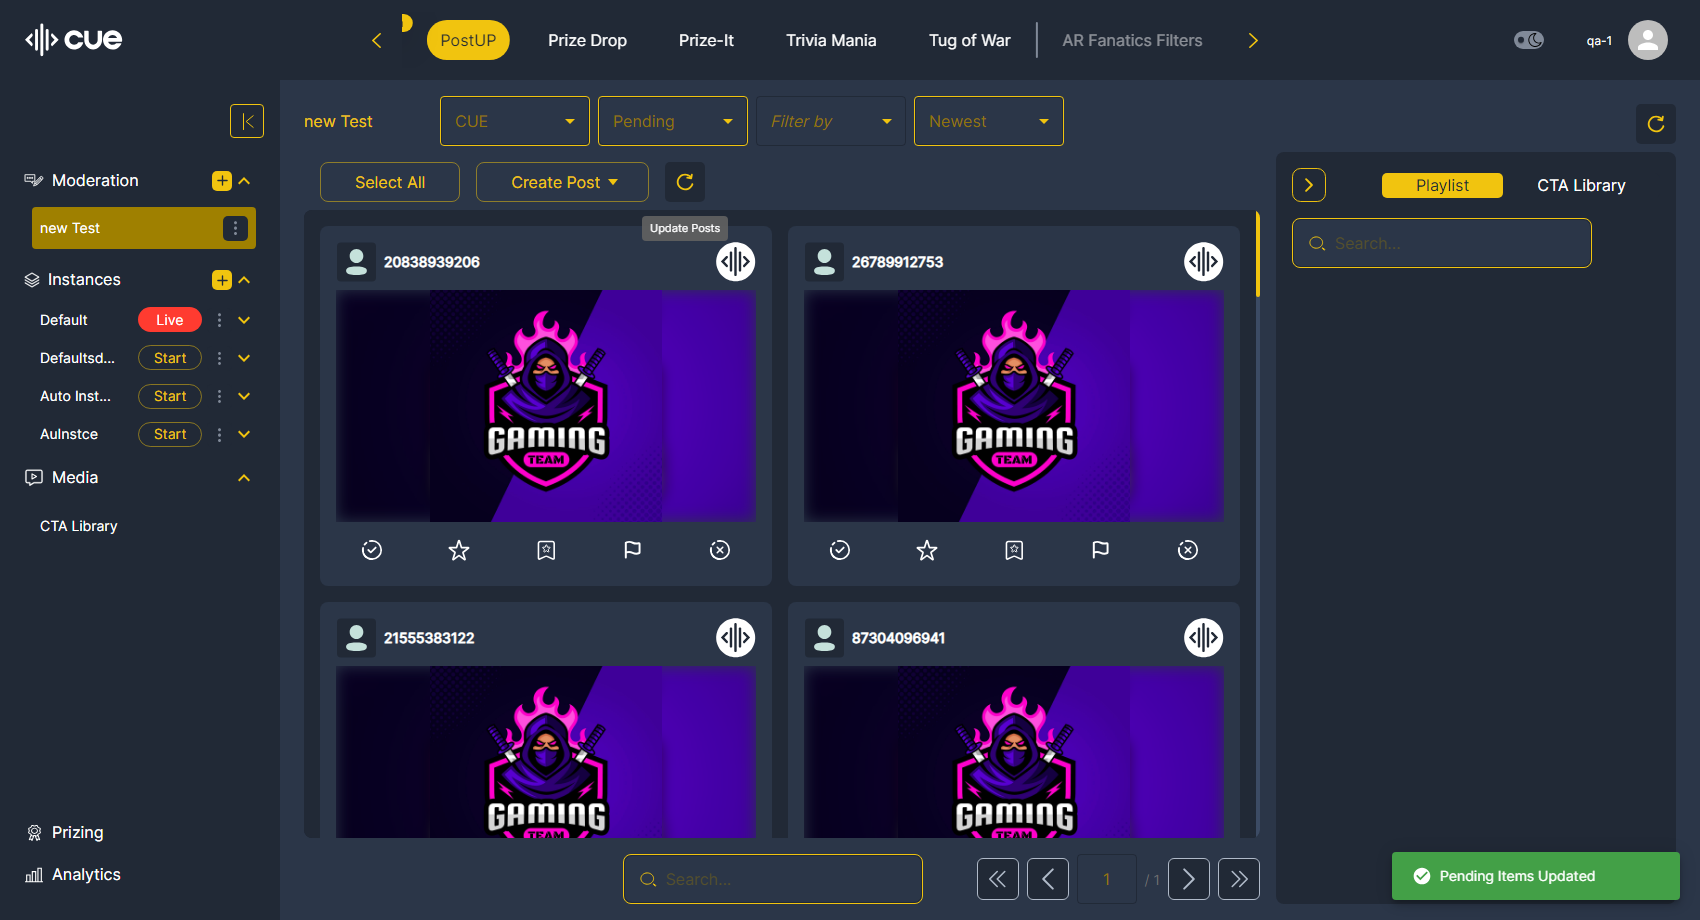 cue
PostUP
Prize Drop
Prize-It
Trivia Mania
Tug of War
AR Fanatics Filters
qa-1
new Test
CUE
Pending
Filter by
Newest
Select All
Create Post
Update Posts
Moderation
new Test
Instances
Default
Live
Defaultsd...
Start
Auto Inst...
Start
AuInstce
Start
Media
CTA Library
Prizing
Analytics
20838939206
GAMING
TEAM
26789912753
GAMING
TEAM
21555383122
GAMING
TEAM
87304096941
GAMING
TEAM
Search...
1
/ 1
Playlist
CTA Library
Search...
Pending Items Updated